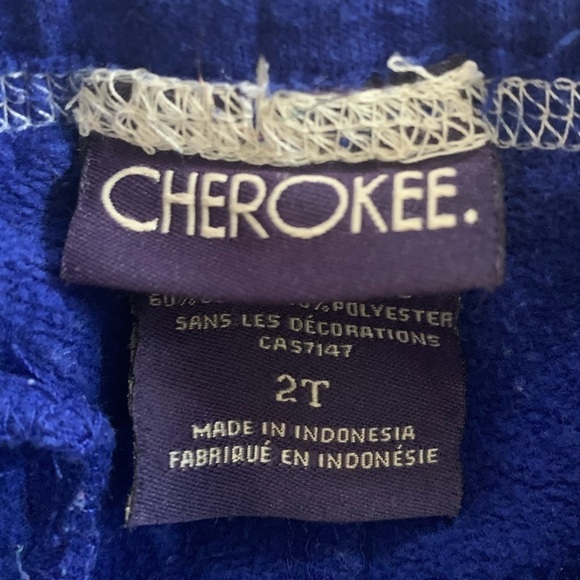 CHEROKEE.
POLYESTER
SANS LES DÉCORATIONS
CA57147
2T
MADE IN INDONESIA
FABRIQUÉ EN INDONÉSIE